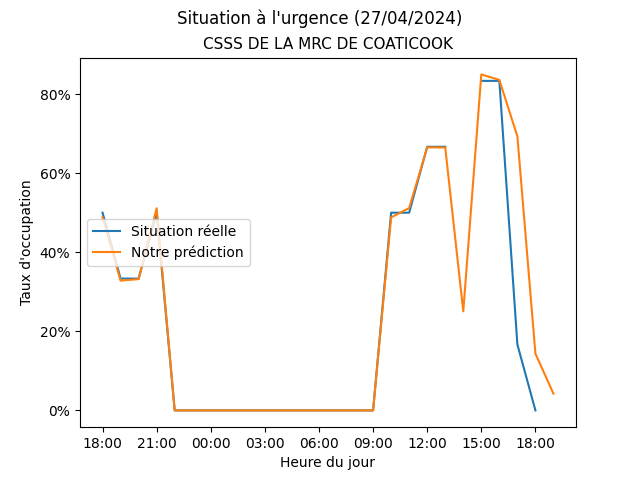 Situation à l'urgence (27/04/2024)
CSSS DE LA MRC DE COATICOOK
80%
60%
40%
20%
0%
Taux d'occupation
Situation réelle
Notre prédiction
18:00 21:00 00:00 03:00 06:00 09:00 12:00 15:00 18:00
Heure du jour